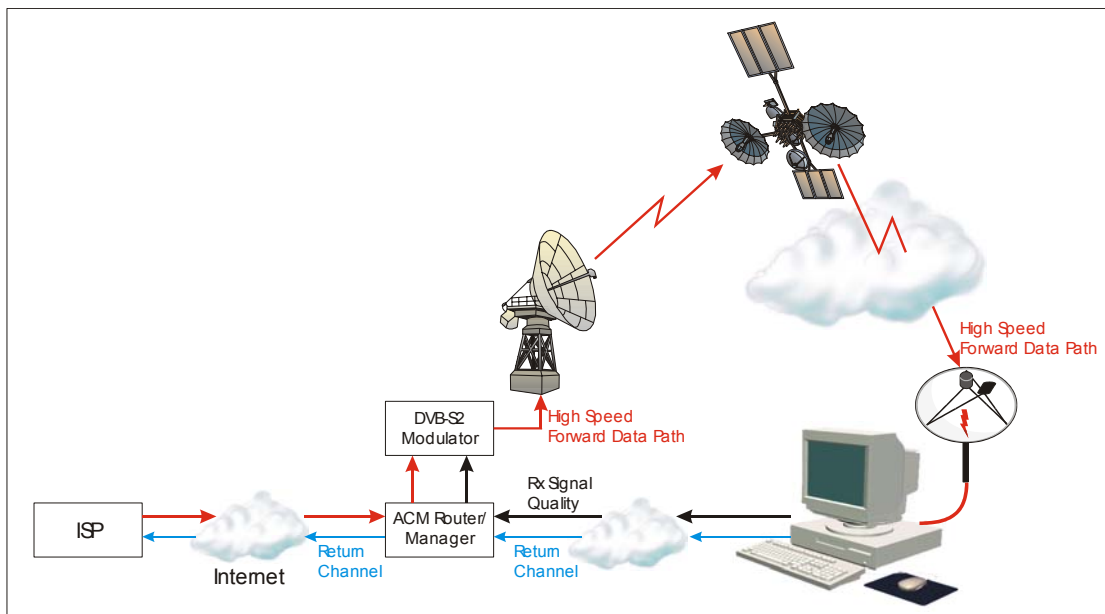 High Speed
Forward Data Path
DVB-S2
Modulator
High Speed
Forward Data Path
Rx Signal
Quality
ISP
ACM Router/
Manager
Internet
Return
Channel
Return
Channel